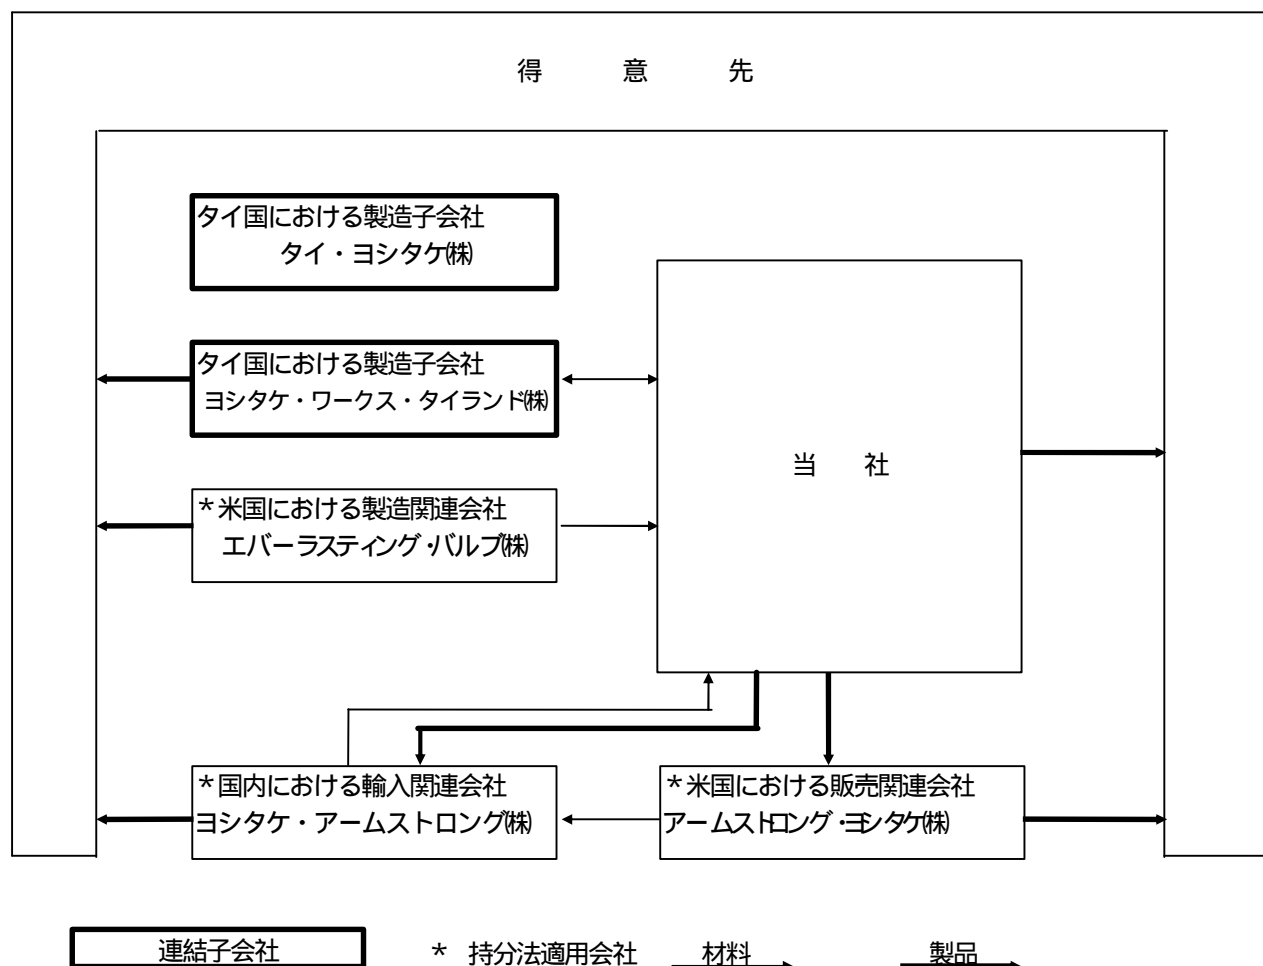 得 意 先
タイ国における製造子会社
タイ・ヨシタケ㈱
タイ国における製造子会社
ヨシタケ・ワークス・タイランド㈱
当 社
*米国における製造関連会社
エバーラスティング・バルブ㈱
*国内における輸入関連会社
ヨシタケ・アームストロング㈱
*米国における販売関連会社
アームストロング・ヨシタケ㈱
連結子会社 * 持分法適用会社 材料 製品